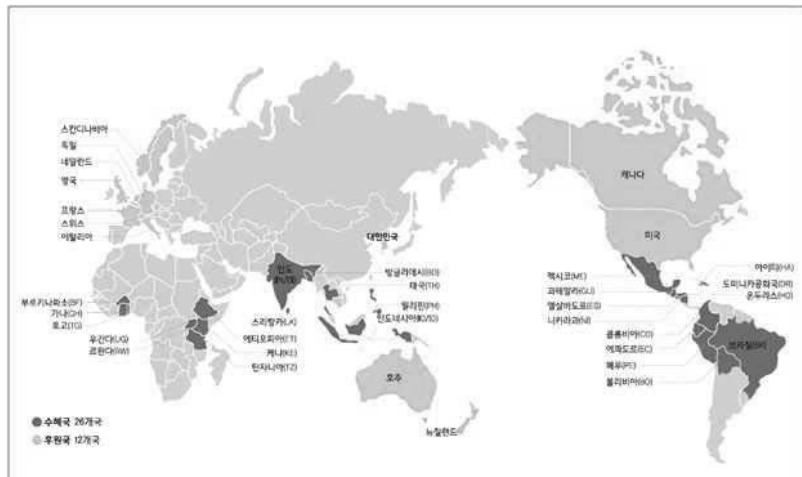 스칸디나비아
독일
네덜란드
영국
프랑스
스위스
이탈리아
대한민국
인도
방글라데시(BD)
태국(TH)
필리핀(PH)
인도네시아(IO/ID)
스리랑카(LK)
에티오피아(ET)
케냐(KE)
탄자니아(TZ)
부르키나파소(BF)
가나(GH)
토고(TG)
우간다(UG)
르완다(RW)
호주
뉴질랜드
캐나다
미국
멕시코(ME)
과테말라(GU)
엘살바도르(ES)
니카라과(NI)
아이티(HA)
도미니카공화국(DR)
온두라스(HO)
콜롬비아(CO)
에콰도르(EC)
페루(PE)
볼리비아(BO)
브라질(BR)
수혜국 26개국
후원국 12개국